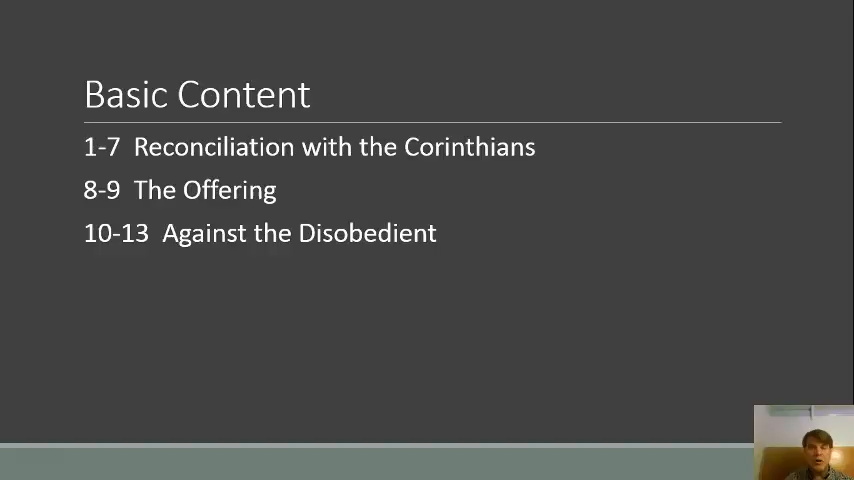 Basic Content
1-7 Reconciliation with the Corinthians
8-9 The Offering
10-13 Against the Disobedient